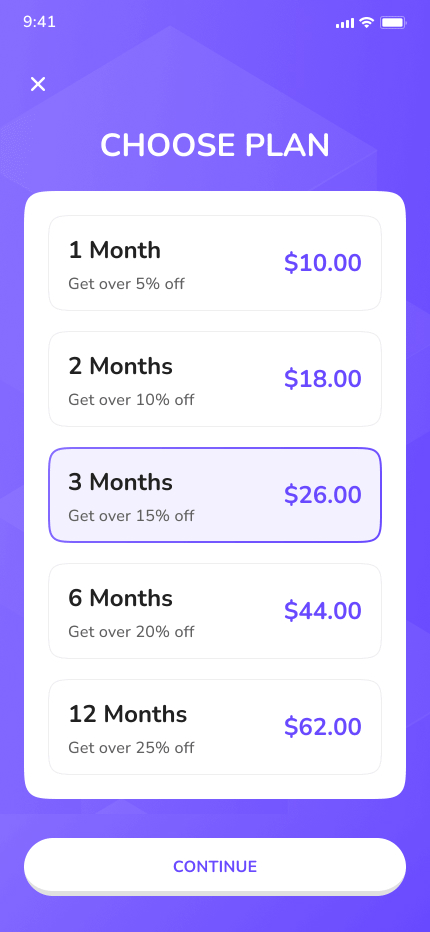 9:41
CHOOSE PLAN
1 Month
Get over 5% off
$10.00
2 Months
Get over 10% off
$18.00
3 Months
Get over 15% off
$26.00
6 Months
Get over 20% off
$44.00
12 Months
Get over 25% off
$62.00
CONTINUE